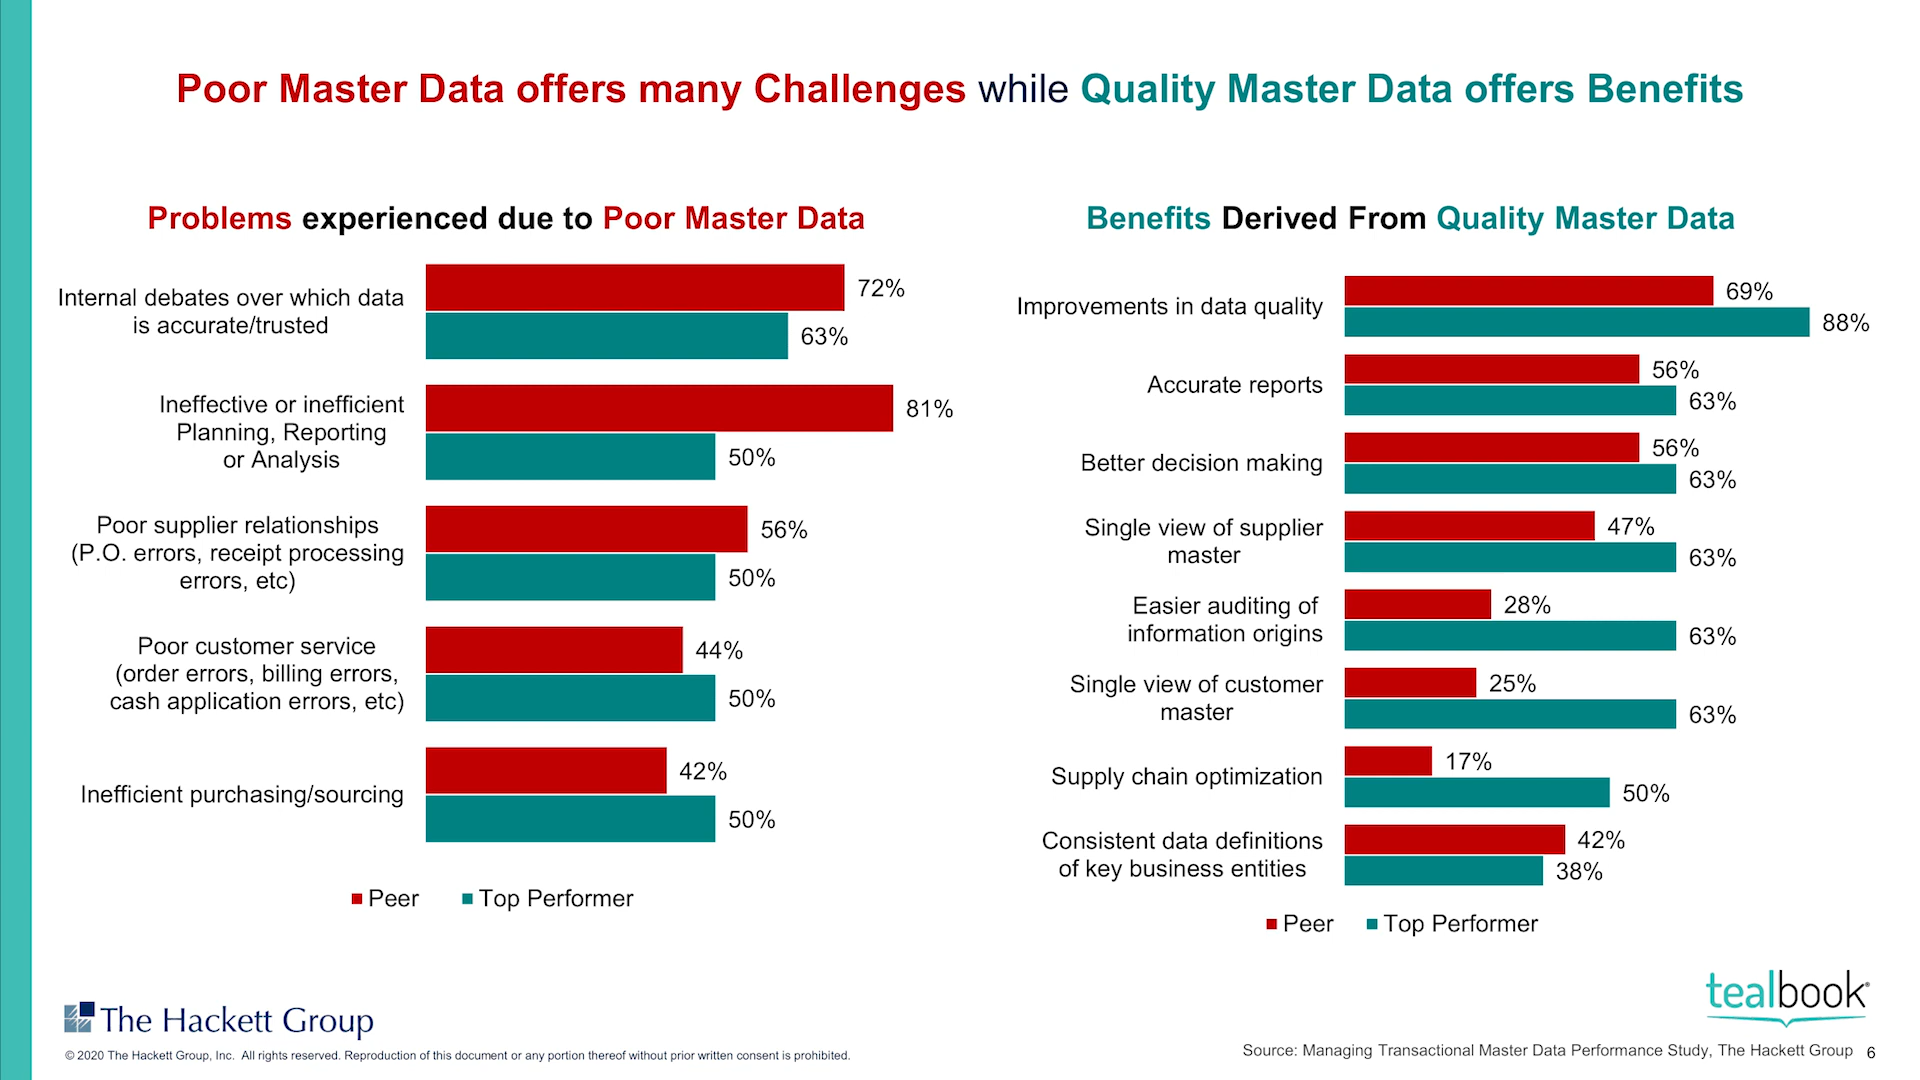 Poor Master Data offers many Challenges while Quality Master Data offers Benefits
Problems experienced due to Poor Master Data
Internal debates over which data
is accurate/trusted
72%
63%
Ineffective or inefficient
Planning, Reporting
or Analysis
81%
50%
Poor supplier relationships
(P.O. errors, receipt processing
errors, etc)
56%
50%
Poor customer service
(order errors, billing errors,
cash application errors, etc)
44%
50%
Inefficient purchasing/sourcing
42%
50%
Peer
Top Performer
Benefits Derived From Quality Master Data
Improvements in data quality
69%
88%
Accurate reports
56%
63%
Better decision making
56%
63%
Single view of supplier
master
47%
63%
Easier auditing of
information origins
28%
63%
Single view of customer
master
25%
63%
Supply chain optimization
17%
50%
Consistent data definitions
of key business entities
42%
38%
Peer
Top Performer
The Hackett Group
© 2020 The Hackett Group, Inc. All rights reserved. Reproduction of this document or any portion thereof without prior written consent is prohibited.
tealbook
Source: Managing Transactional Master Data Performance Study, The Hackett Group
6